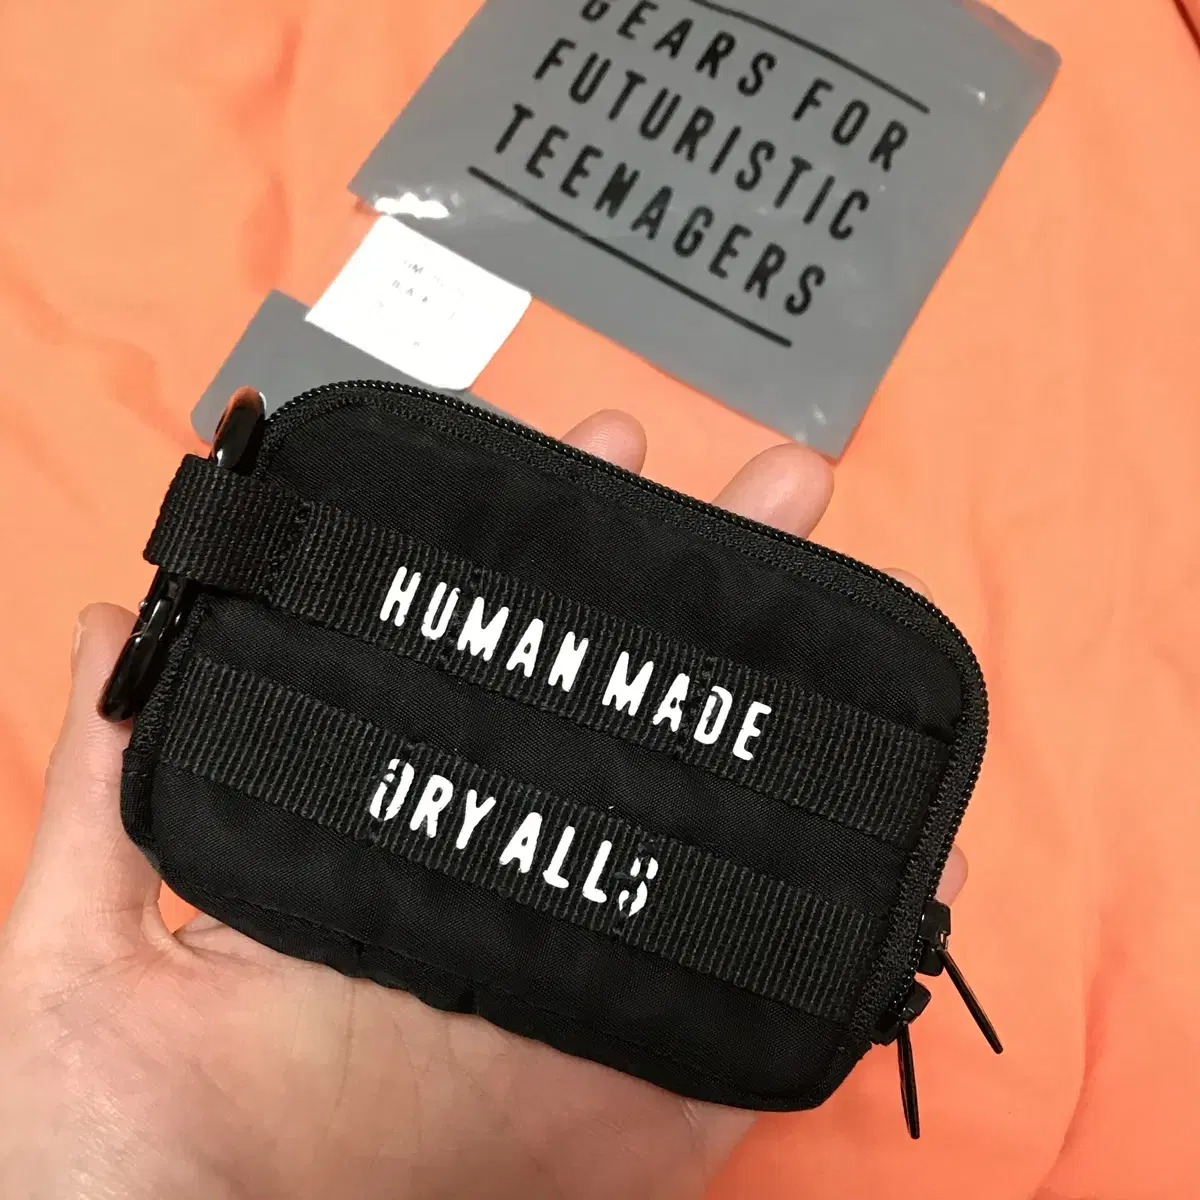 GEARS FOR
FUTURISTIC
TEENAGERS
HUMAN MADE
DRY ALLS